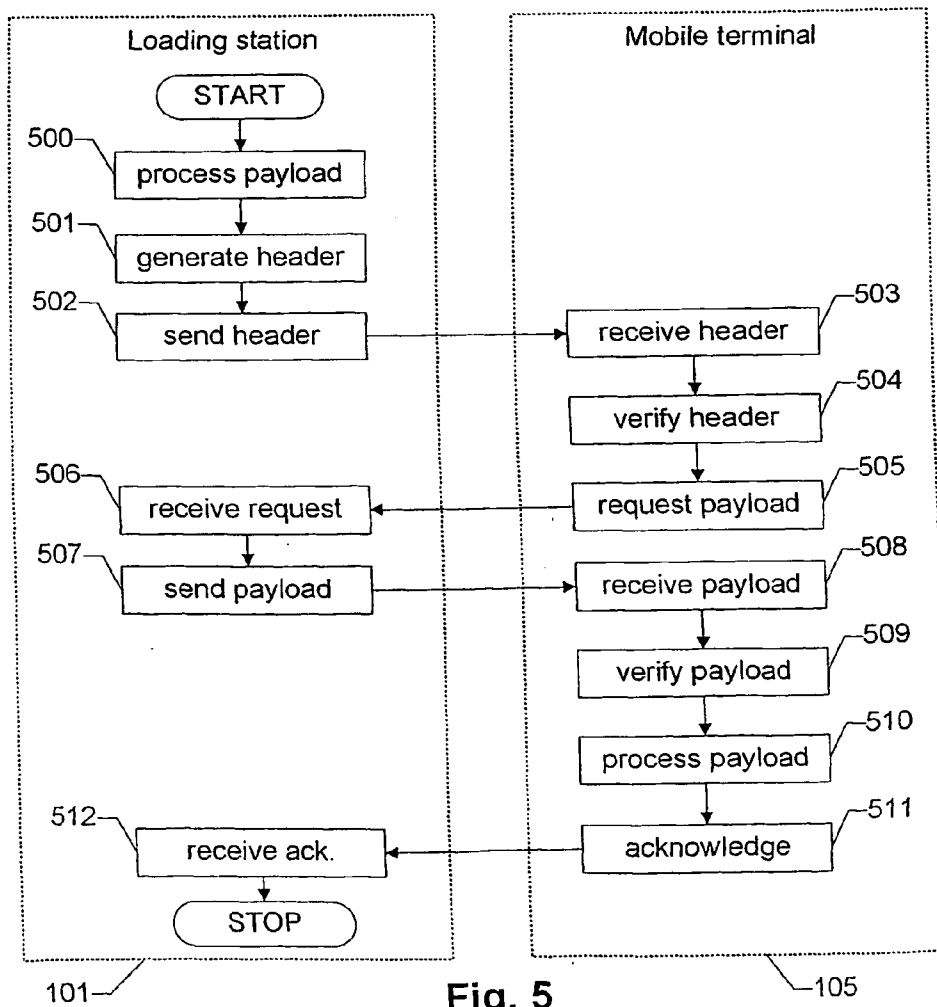 Loading station
Mobile terminal
START
500
process payload
501
generate header
502
send header
503
receive header
504
verify header
505
request payload
506
receive request
507
send payload
508
receive payload
509
verify payload
510
process payload
511
acknowledge
512
receive ack.
STOP
101
105
Fig. 5